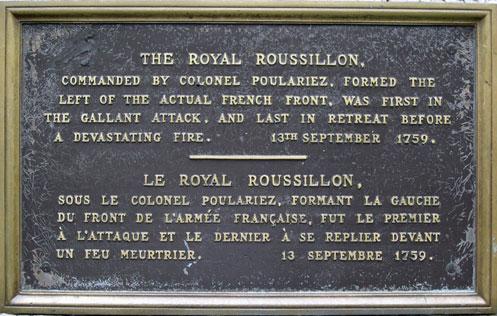 THE ROYAL ROUSSILLON,
COMMANDED BY COLONEL POULARIEZ, FORMED THE
LEFT OF THE ACTUAL FRENCH FRONT, WAS FIRST IN
THE GALLANT ATTACK, AND LAST IN RETREAT BEFORE
A DEVASTATING FIRE. 13TH SEPTEMBER 1759.
LE ROYAL ROUSSILLON,
SOUS LE COLONEL POULARIEZ, FORMANT LA GAUCHE
DU FRONT DE L'ARMÉE FRANÇAISE, FUT LE PREMIER
À L'ATTAQUE ET LE DERNIER À SE REPLIER DEVANT
UN FEU MEURTRIER. 13 SEPTEMBRE 1759.